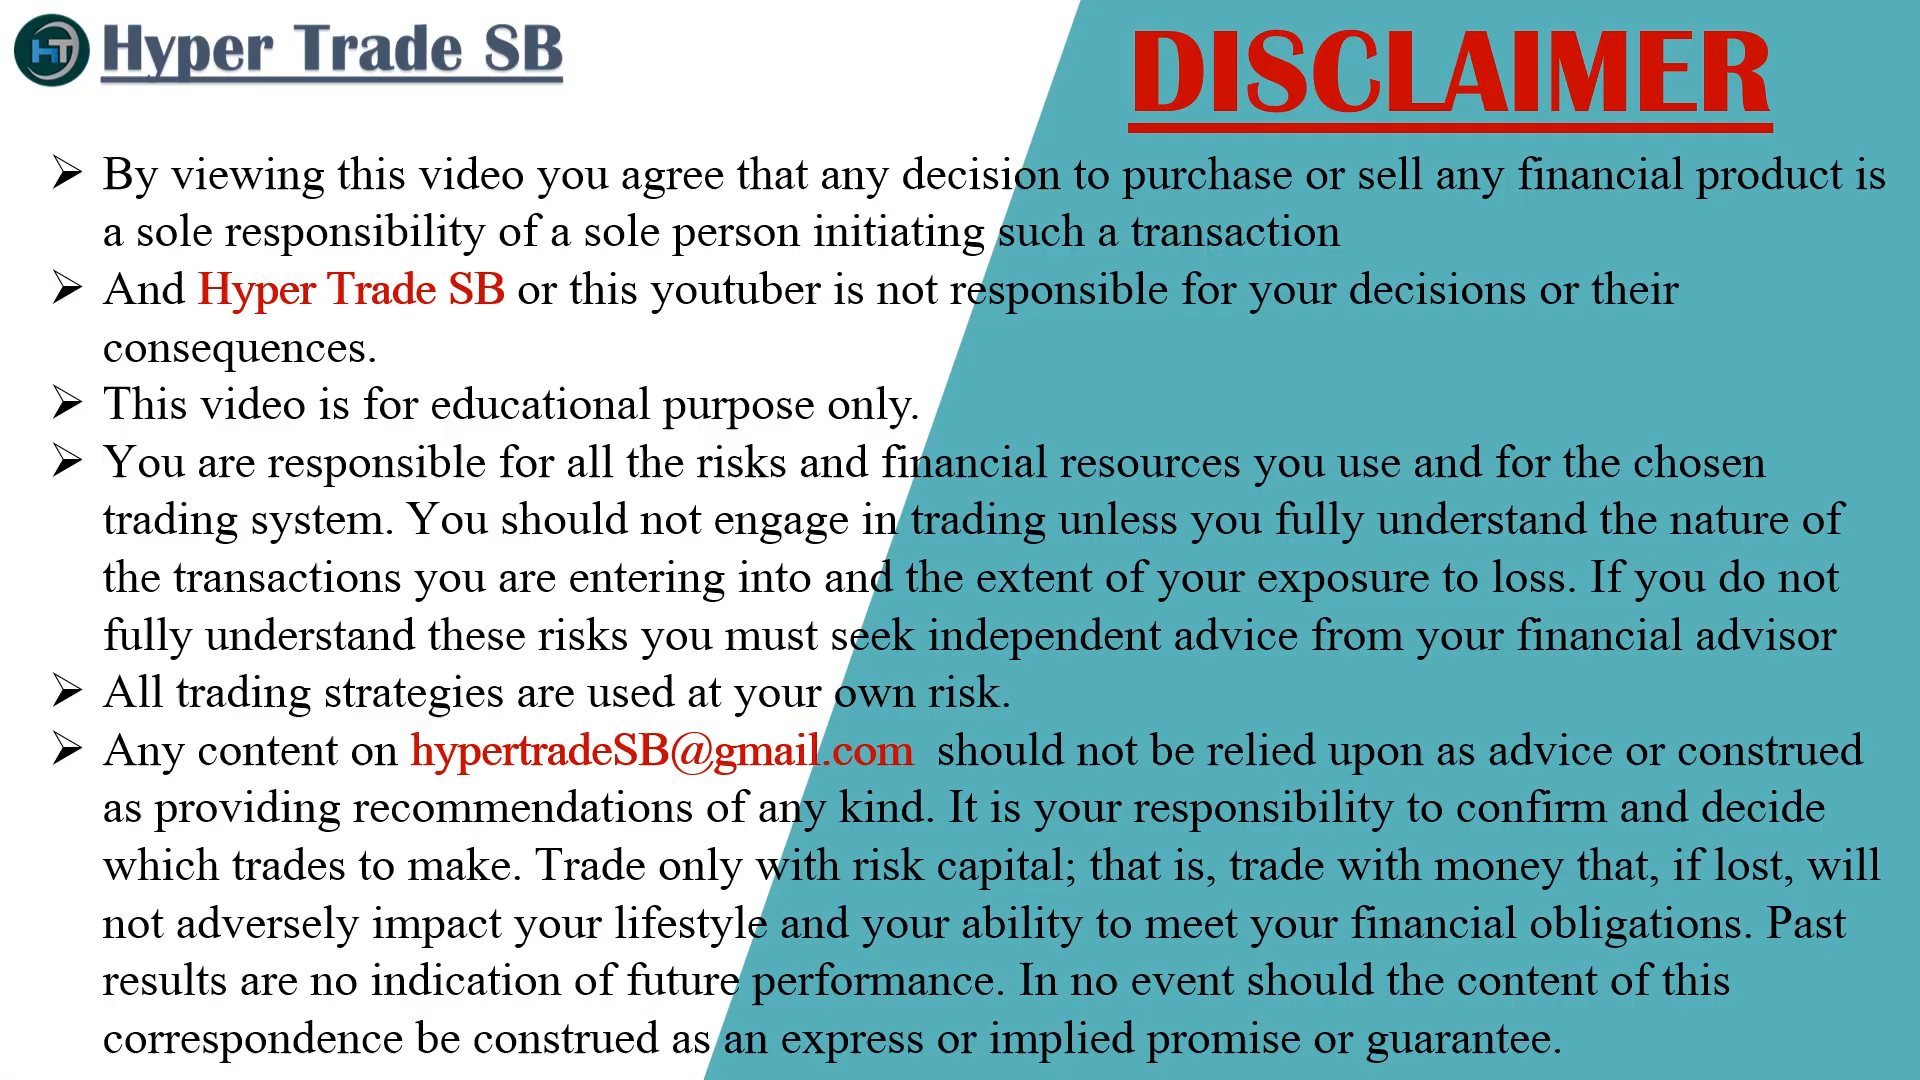 HT Hyper Trade SB
DISCLAIMER
➢ By viewing this video you agree that any decision to purchase or sell any financial product is
a sole responsibility of a sole person initiating such a transaction
➢ And Hyper Trade SB or this youtuber is not responsible for your decisions or their
consequences.
➢ This video is for educational purpose only.
➢ You are responsible for all the risks and financial resources you use and for the chosen
trading system. You should not engage in trading unless you fully understand the nature of
the transactions you are entering into and the extent of your exposure to loss. If you do not
fully understand these risks you must seek independent advice from your financial advisor
➢ All trading strategies are used at your own risk.
➢ Any content on hypertradeSB@gmail.com should not be relied upon as advice or construed
as providing recommendations of any kind. It is your responsibility to confirm and decide
which trades to make. Trade only with risk capital; that is, trade with money that, if lost, will
not adversely impact your lifestyle and your ability to meet your financial obligations. Past
results are no indication of future performance. In no event should the content of this
correspondence be construed as an express or implied promise or guarantee.